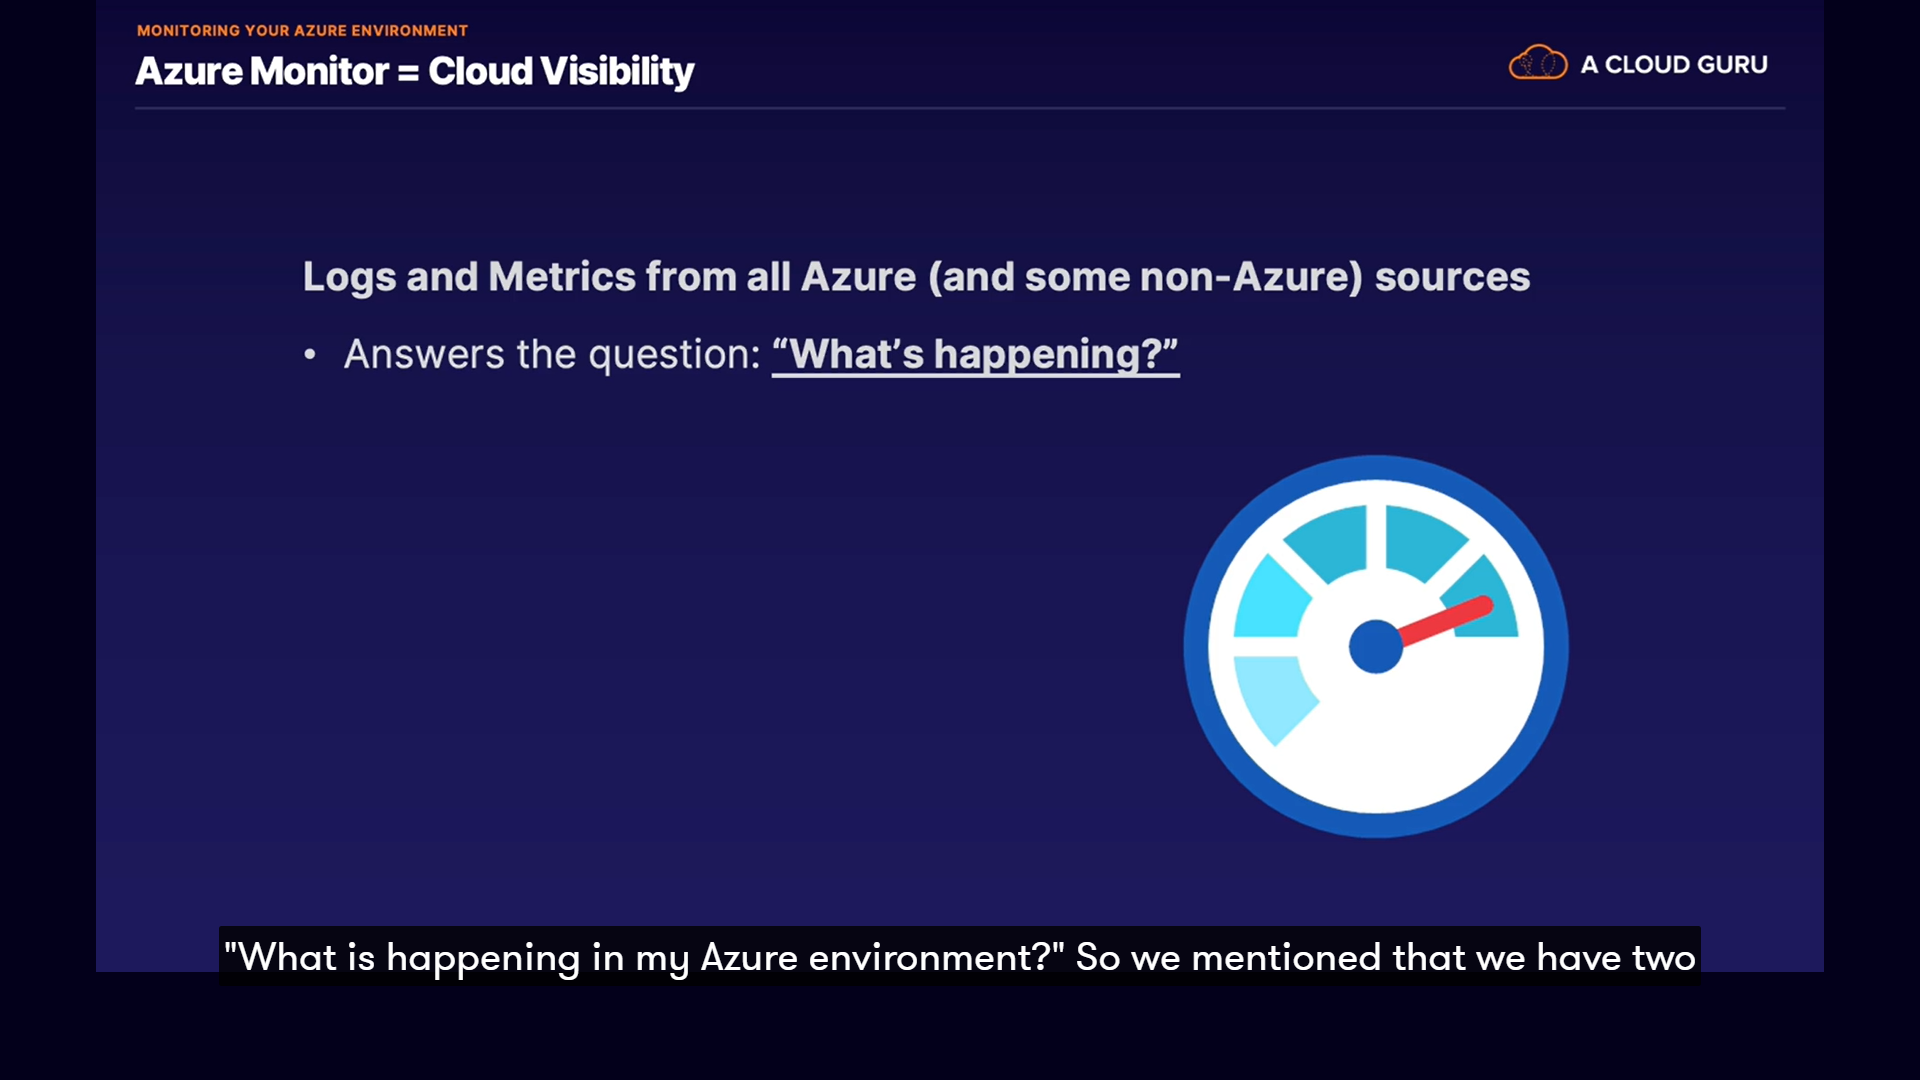 MONITORING YOUR AZURE ENVIRONMENT
Azure Monitor = Cloud Visibility
A CLOUD GURU
Logs and Metrics from all Azure (and some non-Azure) sources
• Answers the question: “What’s happening?”
"What is happening in my Azure environment?" So we mentioned that we have two